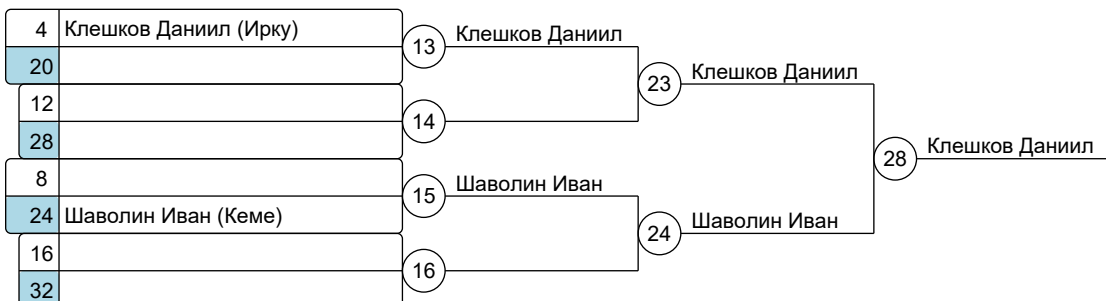 4 Клешков Даниил (Ирку)
20
12
28
8
24 Шаволин Иван (Кеме)
16
32
13 Клешков Даниил
14
15 Шаволин Иван
16
23 Клешков Даниил
24 Шаволин Иван
28 Клешков Даниил